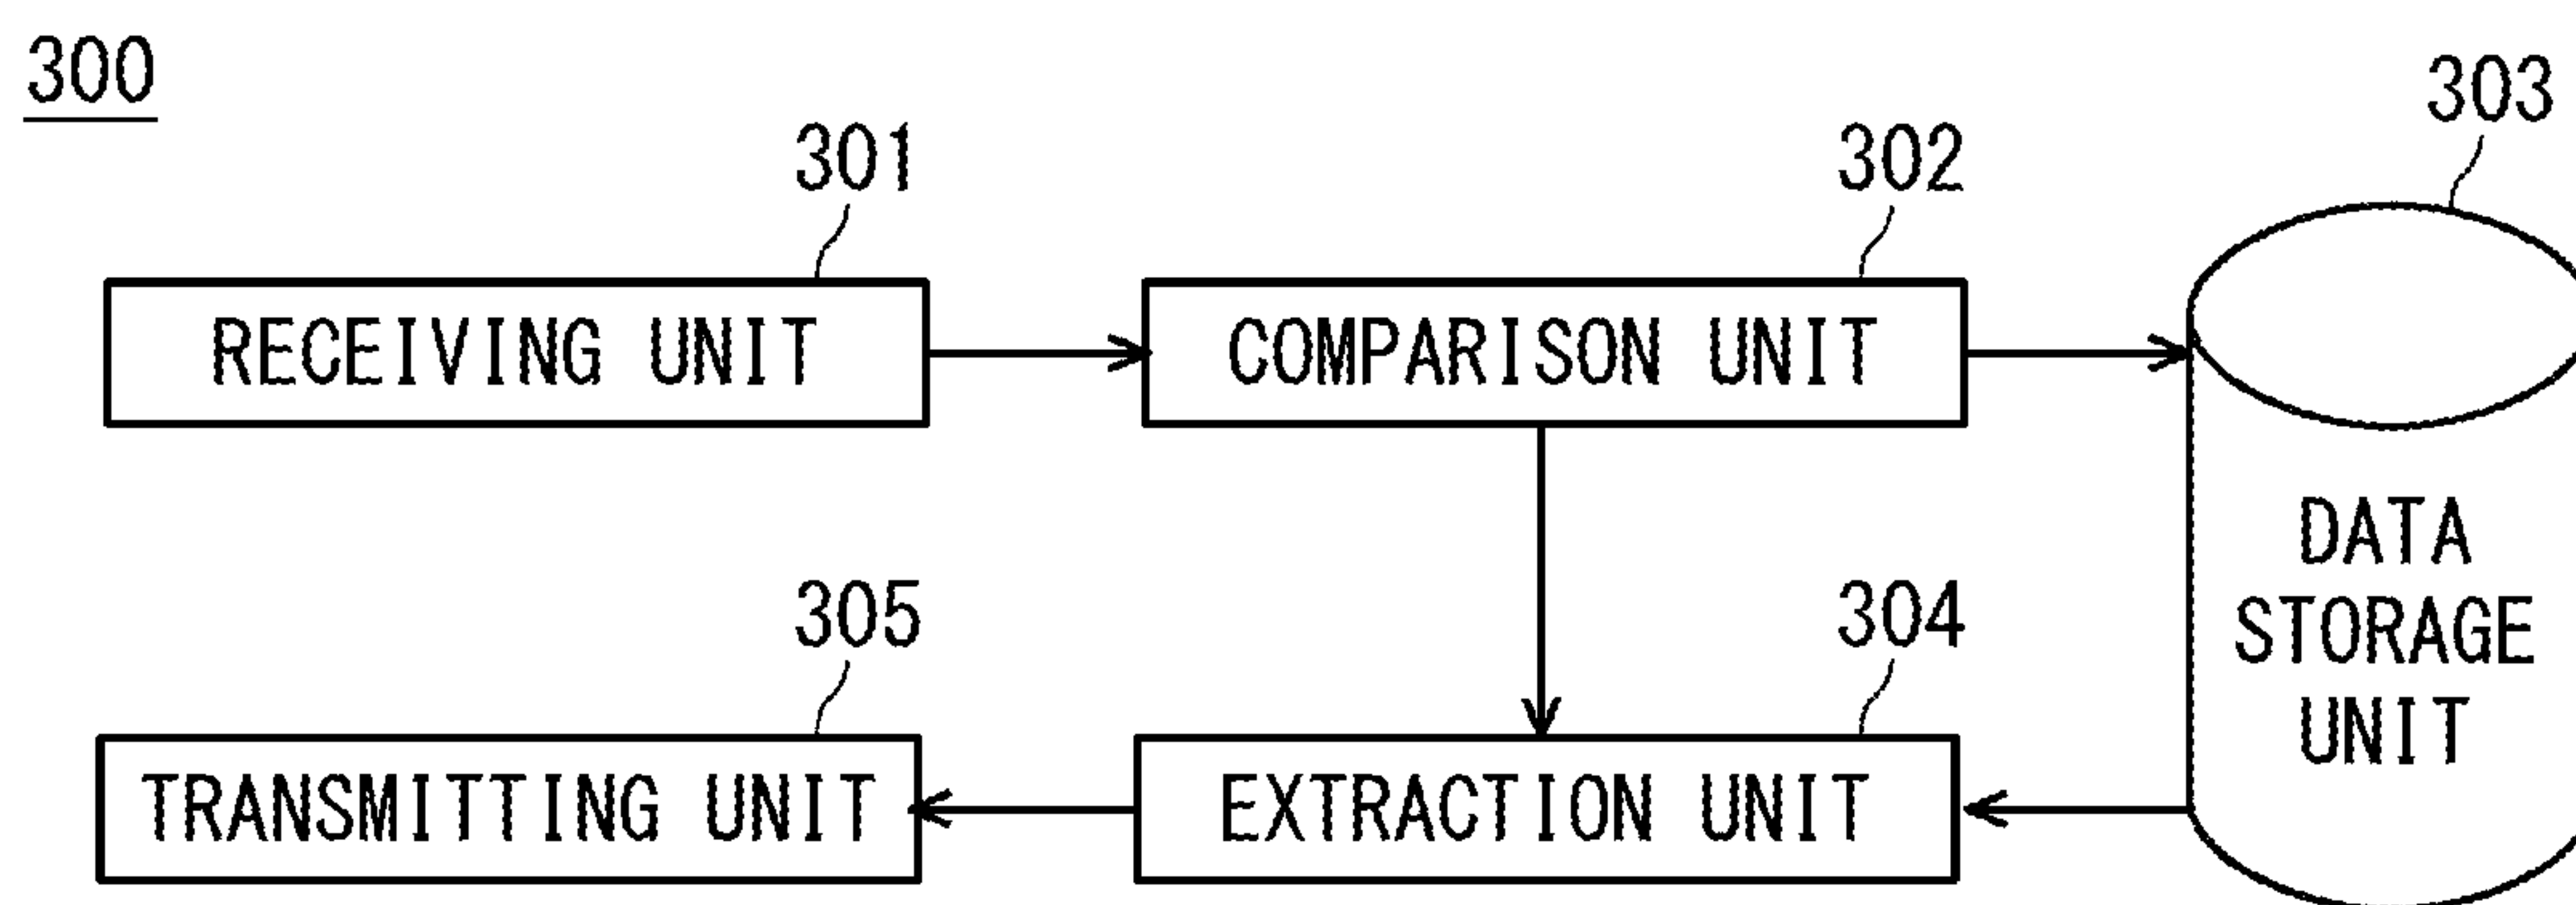 300
301
302
303
RECEIVING UNIT
COMPARISON UNIT
DATA
STORAGE
UNIT
305
304
TRANSMITTING UNIT
EXTRACTION UNIT